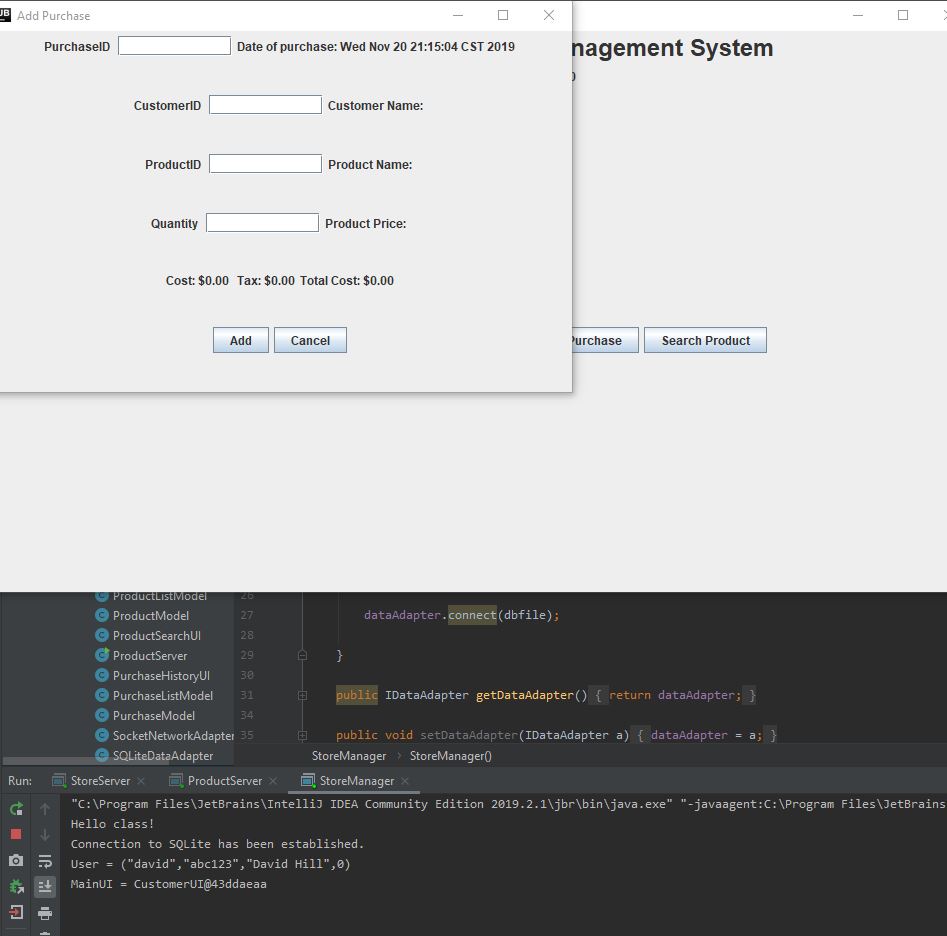 Add Purchase
PurchaseID Date of purchase: Wed Nov 20 21:15:04 CST 2019
nagement System
CustomerID Customer Name:
ProductID Product Name:
Quantity Product Price:
Cost: $0.00 Tax: $0.00 Total Cost: $0.00
Add Cancel
Purchase Search Product
ProductListModel 26
ProductModel 27 dataAdapter.connect(dbfile);
ProductSearchUI 28
ProductServer 29 }
PurchaseHistoryUI 30
PurchaseListModel 31 public IDataAdapter getDataAdapter() { return dataAdapter; }
PurchaseModel 34
SocketNetworkAdapter 35 public void setDataAdapter(IDataAdapter a) { dataAdapter = a; }
SQLiteDataAdapter StoreManager › StoreManager()
Run: StoreServer × ProductServer × StoreManager ×
"C:\Program Files\JetBrains\IntelliJ IDEA Community Edition 2019.2.1\jbr\bin\java.exe" "-javaagent:C:\Program Files\JetBrains
Hello class!
Connection to SQLite has been established.
User = ("david","abc123","David Hill",0)
MainUI = CustomerUI@43ddaeaa